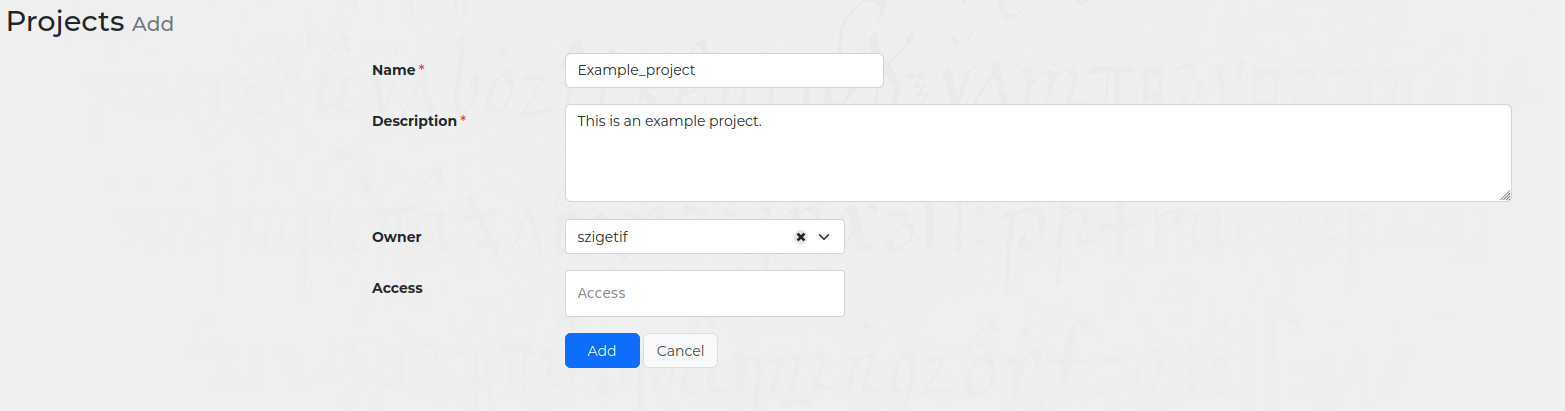 Projects Add
Name *
Example_project
Description *
This is an example project.
Owner
szigetif
Access
Access
Add
Cancel